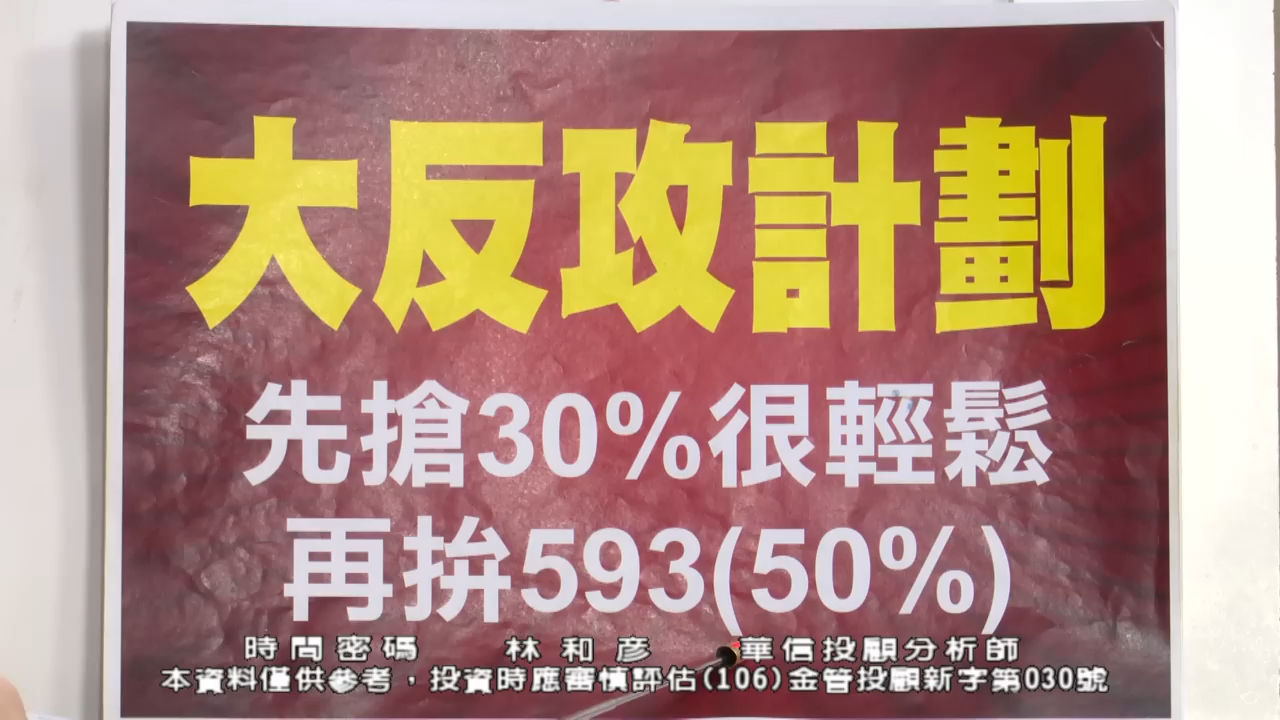 大反攻計劃
先搶30%很輕鬆
再拚593(50%)
時間密碼 林和彦 華信投顧分析師
本資料僅供參考，投資時應審慎評估(106)金管投顧新字第030號